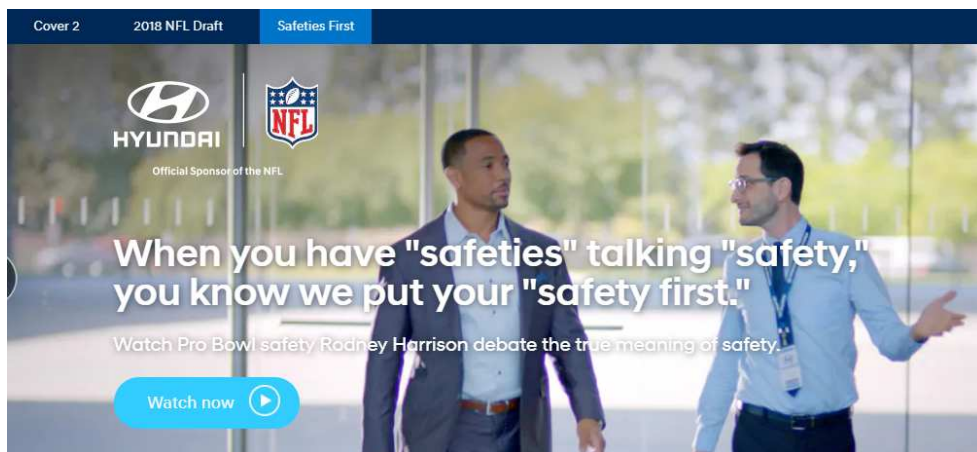 Cover 2
2018 NFL Draft
Safeties First
HYUNDAI
NFL
Official Sponsor of the NFL
When you have "safeties" talking "safety,"
you know we put your "safety first."
Watch Pro Bowl safety Rodney Harrison debate the true meaning of safety.
Watch now